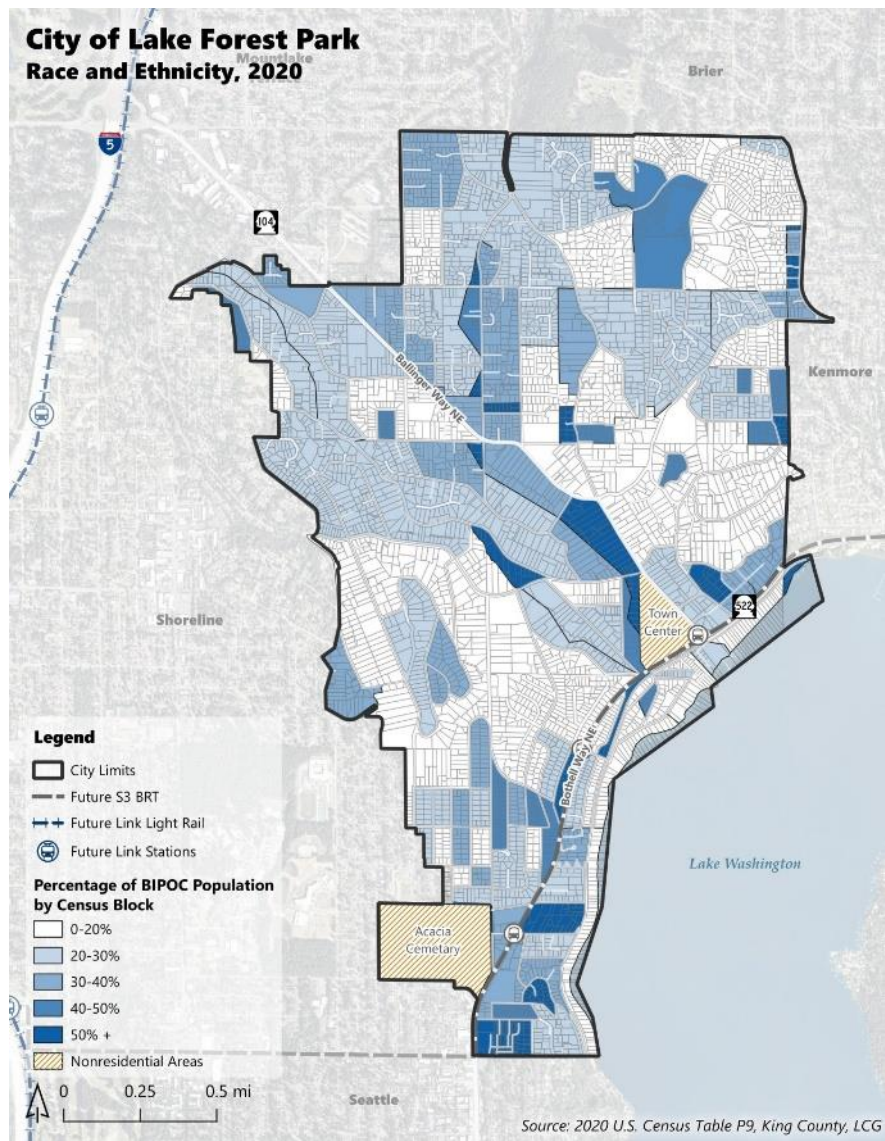 City of Lake Forest Park
Race and Ethnicity, 2020
Mountlake
Terrace
Brier
5
104
Ballinger Way NE
Kenmore
Shoreline
522
Town
Center
Bothell Way NE
Lake Washington
Acacia
Cemetary
Seattle
Legend
City Limits
Future S3 BRT
Future Link Light Rail
Future Link Stations
Percentage of BIPOC Population
by Census Block
0-20%
20-30%
30-40%
40-50%
50% +
Nonresidential Areas
0 0.25 0.5 mi
Source: 2020 U.S. Census Table P9, King County, LCG